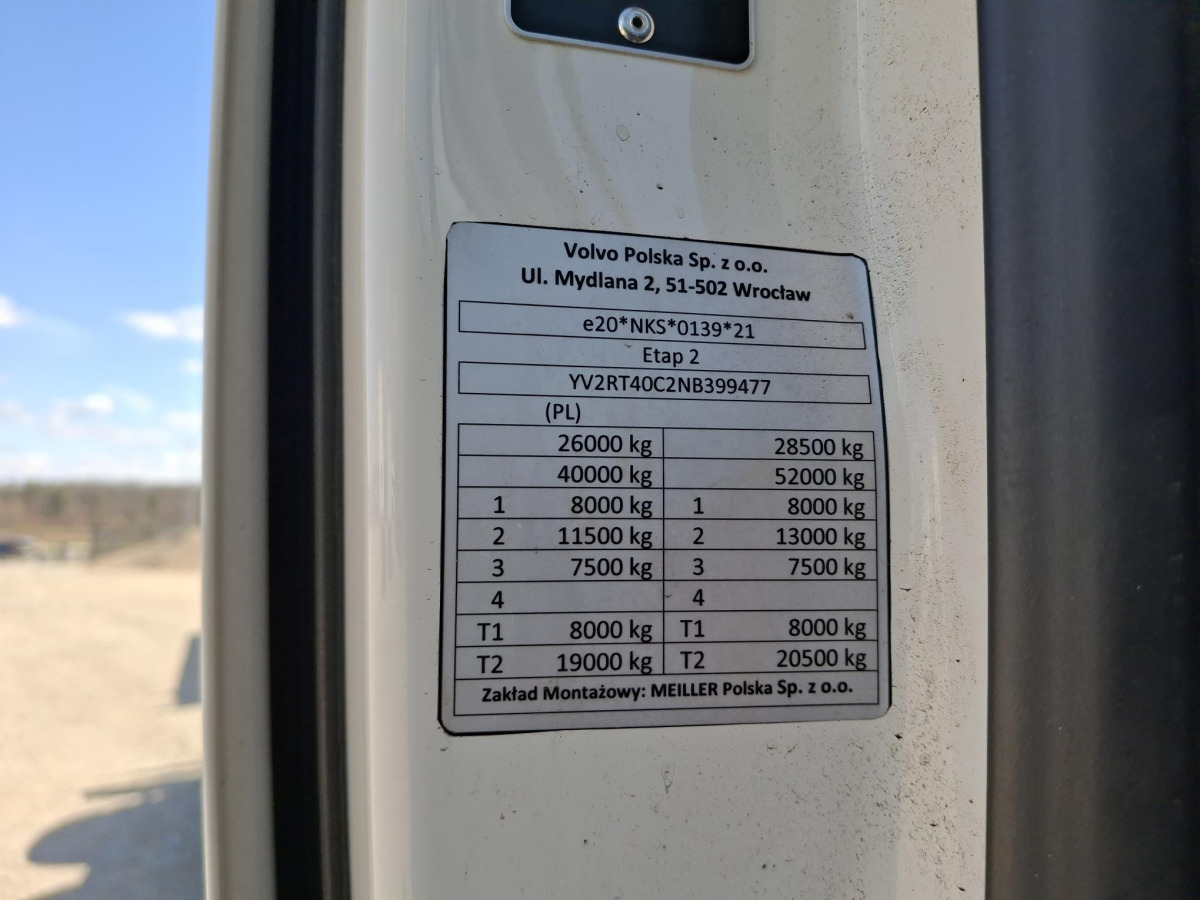 Volvo Polska Sp. z o.o.
Ul. Mydlana 2, 51-502 Wrocław
e20*NKS*0139*21
Etap 2
YV2RT40C2NB399477
(PL)
26000 kg 28500 kg
40000 kg 52000 kg
1 8000 kg 1 8000 kg
2 11500 kg 2 13000 kg
3 7500 kg 3 7500 kg
4 4
T1 8000 kg T1 8000 kg
T2 19000 kg T2 20500 kg
Zakład Montażowy: MEILLER Polska Sp. z o.o.